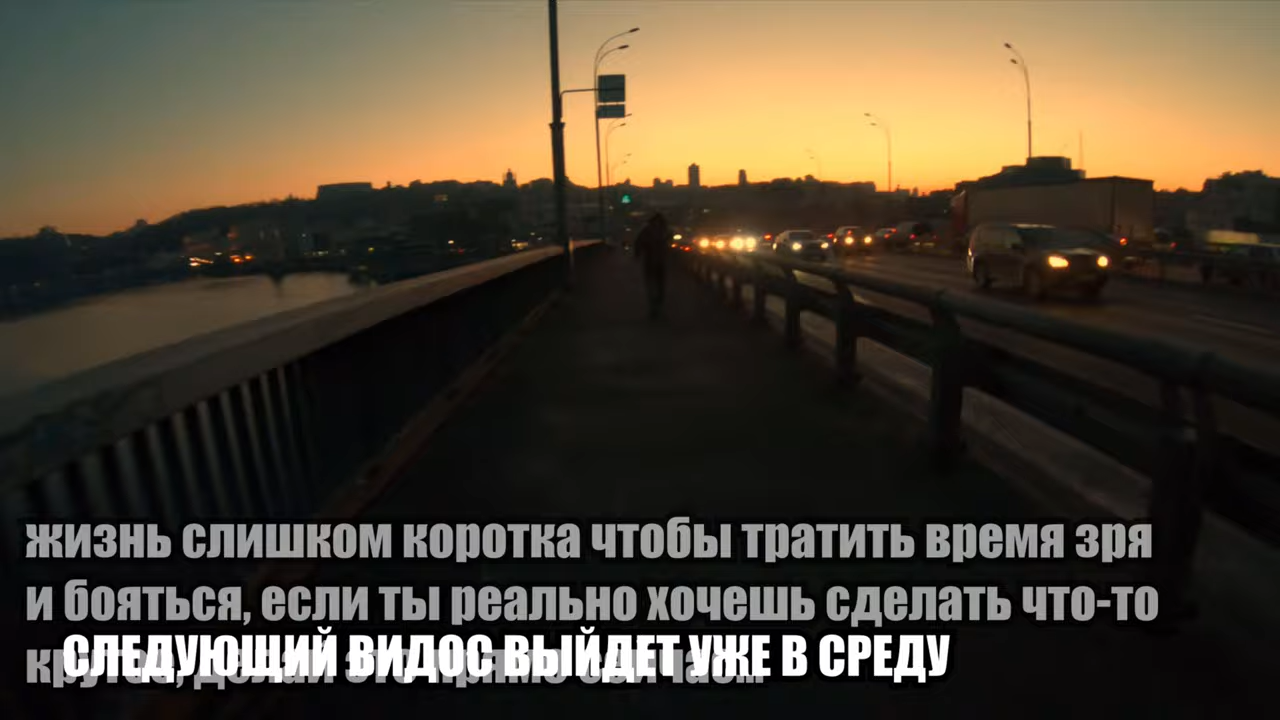 жизнь слишком коротка чтобы тратить время зря
и бояться, если ты реально хочешь сделать что-то
СЛЕДУЮЩИЙ ВИДОС ВЫЙДЕТ УЖЕ В СРЕДУ